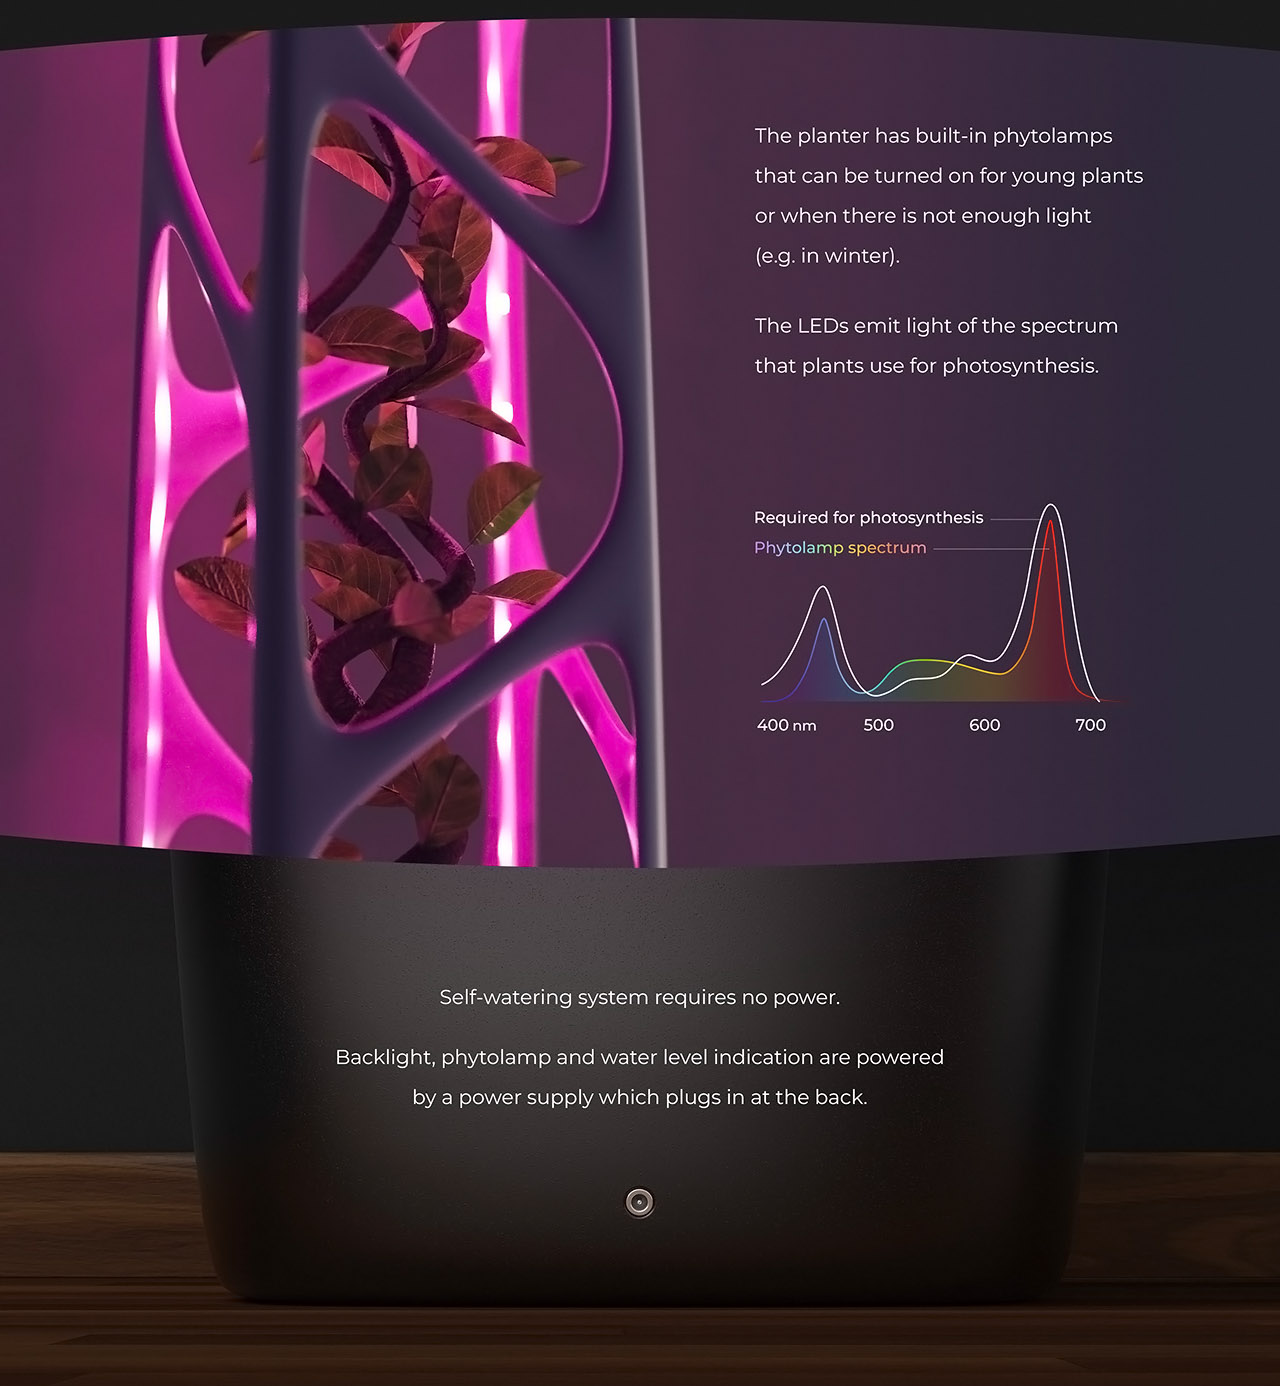 The planter has built-in phytolamps
that can be turned on for young plants
or when there is not enough light
(e.g. in winter).
The LEDs emit light of the spectrum
that plants use for photosynthesis.
Required for photosynthesis
Phytolamp spectrum
400 nm 500 600 700
Self-watering system requires no power.
Backlight, phytolamp and water level indication are powered
by a power supply which plugs in at the back.